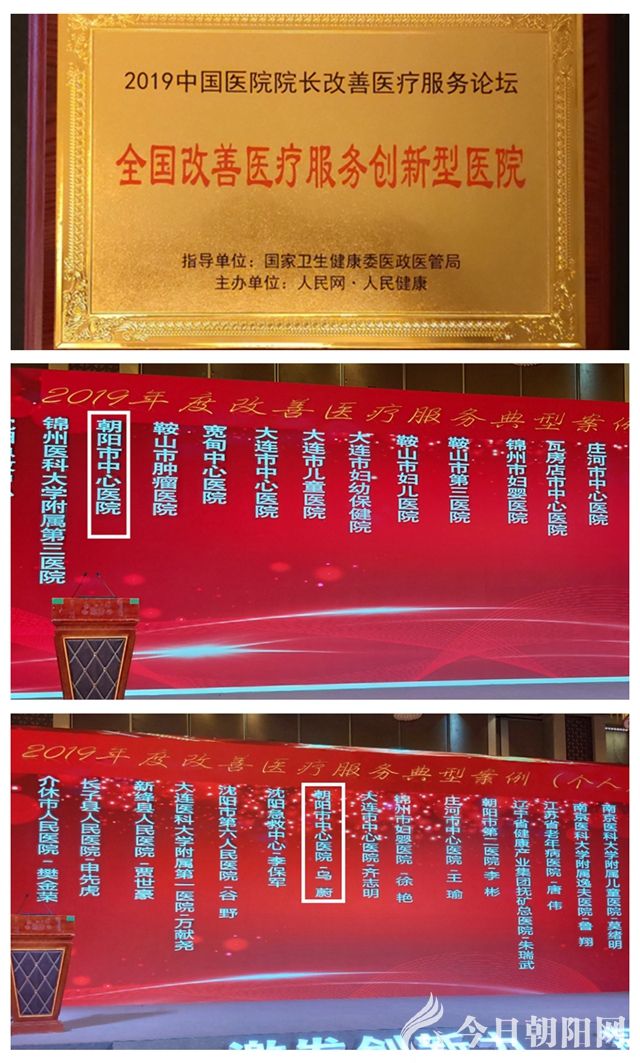 2019中国医院院长改善医疗服务论坛
全国改善医疗服务创新型医院
指导单位：国家卫生健康委医政医管局
主办单位：人民网·人民健康
2019年度改善医疗服务典型案例
锦州医科大学附属第三医院
朝阳市中心医院
鞍山市肿瘤医院
宽甸中心医院
大连市中心医院
大连市儿童医院
大连市妇幼保健院
鞍山市妇儿医院
鞍山市第三医院
锦州市妇婴医院
瓦房店市中心医院
庄河市中心医院
2019年度改善医疗服务典型案例（个人
介休市人民医院-樊金荣
长子县人民医院-申先虎
新绛县人民医院-贾世豪
大连医科大学附属第一医院-万献尧
沈阳市第六人民医院-谷 野
沈阳急救中心-李保军
朝阳市中心医院-乌 蔚
大连市中心医院-齐志明
锦州市妇婴医院-徐 艳
庄河市中心医院-王 瑜
朝阳市第二医院-李 彬
辽宁省健康产业集团抚矿总医院-朱瑞武
江苏省老年病医院-唐 伟
南京医科大学附属逸夫医院-鲁 翔
南京医科大学附属儿童医院-莫绪明
今日朝阳网